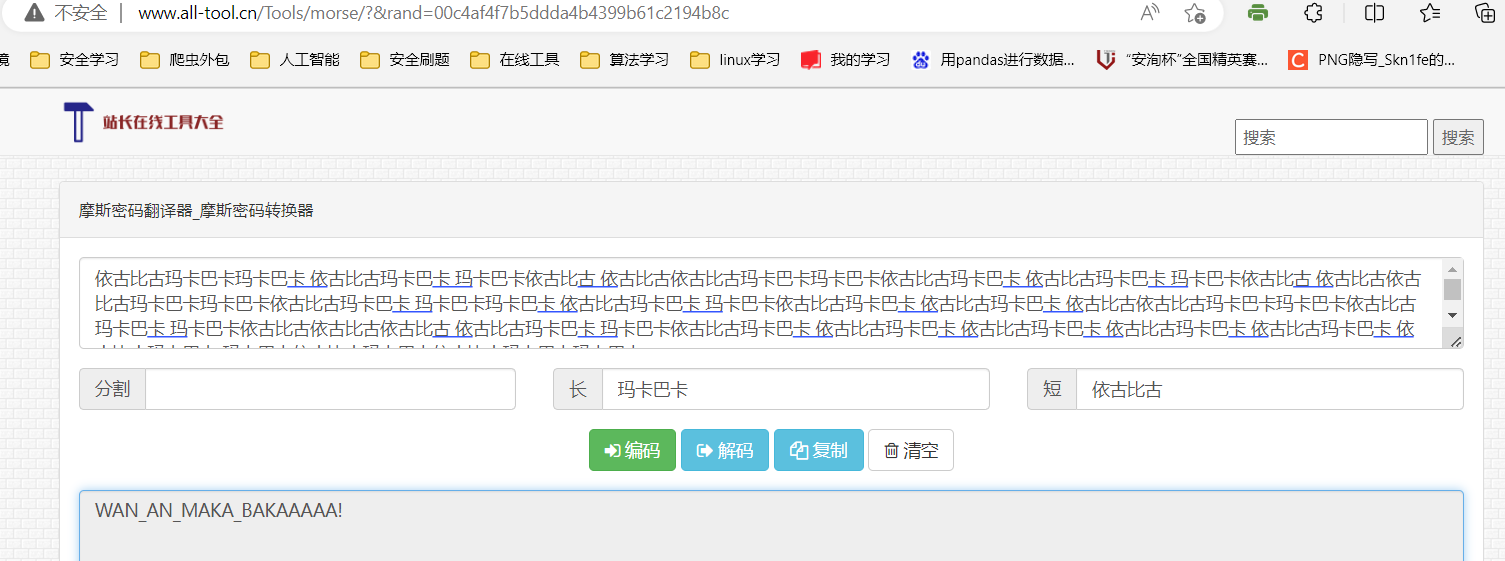 不安全 | www.all-tool.cn/Tools/morse/?&rand=00c4af4f7b5ddda4b4399b61c2194b8c
境 安全学习 爬虫外包 人工智能 安全刷题 在线工具 算法学习 linux学习 我的学习 用pandas进行数据... “安洵杯”全国精英赛... PNG隐写_Skn1fe的...
站长在线工具大全
搜索 搜索
摩斯密码翻译器_摩斯密码转换器
依古比古玛卡巴卡玛卡巴卡 依古比古玛卡巴卡 玛卡巴卡依古比古 依古比古依古比古玛卡巴卡玛卡巴卡依古比古玛卡巴卡 依古比古玛卡巴卡 玛卡巴卡依古比古 依古比古依古
比古玛卡巴卡玛卡巴卡依古比古玛卡巴卡 玛卡巴卡玛卡巴卡 依古比古玛卡巴卡 玛卡巴卡依古比古玛卡巴卡 依古比古玛卡巴卡 依古比古依古比古玛卡巴卡玛卡巴卡依古比古
玛卡巴卡 玛卡巴卡依古比古依古比古依古比古 依古比古玛卡巴卡 玛卡巴卡依古比古玛卡巴卡 依古比古玛卡巴卡 依古比古玛卡巴卡 依古比古玛卡巴卡 依古比古玛卡巴卡 依
分割 长 玛卡巴卡 短 依古比古
编码 解码 复制 清空
WAN_AN_MAKA_BAKAAAAA!